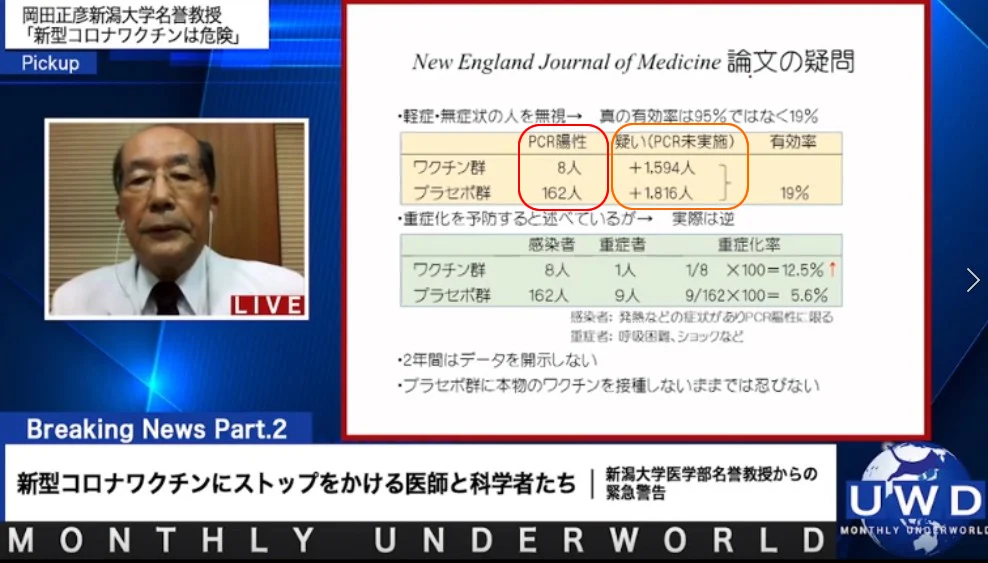 岡田正彦新潟大学名誉教授
「新型コロナワクチンは危険」
Pickup
New England Journal of Medicine 論文の疑問
・軽症・無症状の人を無視→ 真の有効率は95%ではなく19%
PCR陽性 疑い(PCR未実施) 有効率
ワクチン群 8人 +1.594人
プラセボ群 162人 +1.816人 19%
・重症化を予防すると述べているが→ 実際は逆
感染者 重症者 重症化率
ワクチン群 8人 1人 1/8 ×100=12.5%↑
プラセボ群 162人 9人 9/162×100= 5.6%
感染者: 発熱などの症状がありPCR陽性に限る
重症者: 呼吸困難、ショックなど
・2年間はデータを開示しない
・プラセボ群に本物のワクチンを接種しないままでは忍びない
LIVE
Breaking News Part.2
新型コロナワクチンにストップをかける医師と科学者たち
新潟大学医学部名誉教授からの
緊急警告
UWD
MONTHLY UNDERWORLD
MONTHLY UNDERWORLD